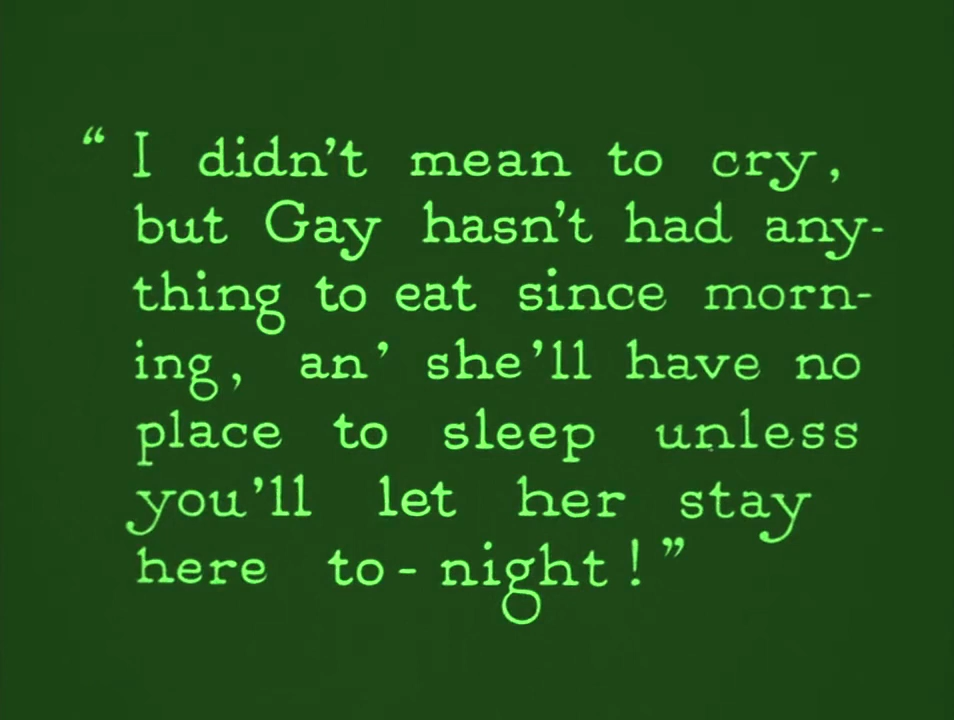 “ I didn’t mean to cry,
but Gay hasn’t had any-
thing to eat since morn-
ing, an’ she’ll have no
place to sleep unless
you’ll let her stay
here to-night!”